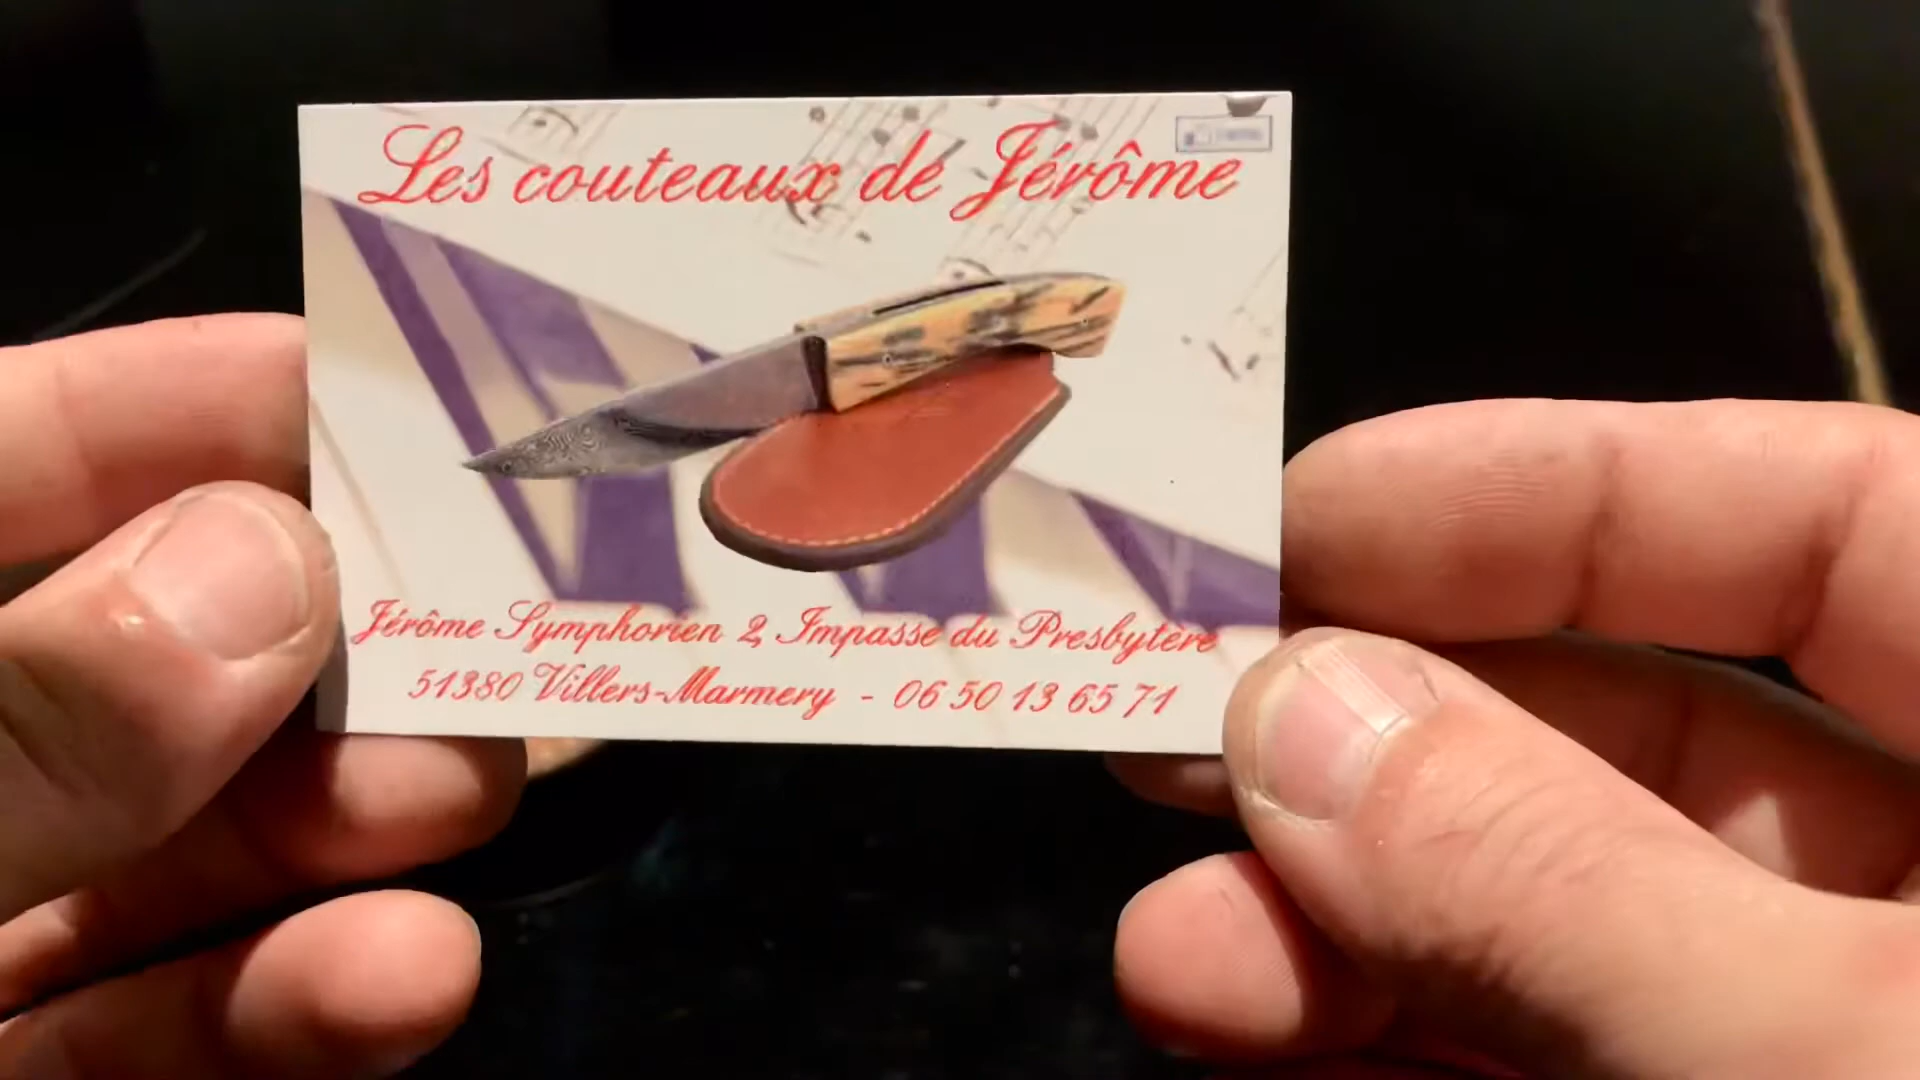 Les couteaux de Jérôme
Jérôme Symphorien 2, Impasse du Presbytère
51380 Villers-Marmery - 06 50 13 65 71